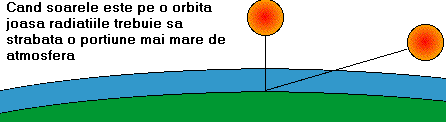 Cand soarele este pe o orbita
joasa radiatiile trebuie sa
strabata o portiune mai mare de
atmosfera